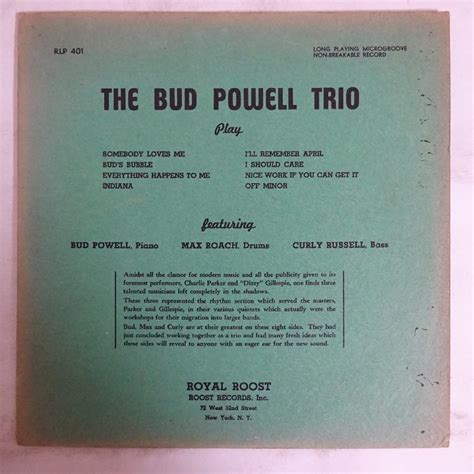 RLP 401
LONG PLAYING MICROGROOVE
NON-BREAKABLE RECORD
THE BUD POWELL TRIO
Play
SOMEBODY LOVES ME
BUD'S BUBBLE
EVERYTHING HAPPENS TO ME
INDIANA
I'LL REMEMBER APRIL
I SHOULD CARE
NICE WORK IF YOU CAN GET IT
OFF MINOR
featuring
BUD POWELL, Piano MAX ROACH, Drums CURLY RUSSELL, Bass
Amidst all the clamor for modern music and all the publicity given to its
foremost performers, Charlie Parker and "Dizzy" Gillespie, one finds three
talented musicians left completely in the shadows.
These three represented the rhythm section which served the masters,
Parker and Gillespie, in their various quintets which actually were the
workshops for their migration into larger bands.
Bud, Max and Curly are at their greatest on these eight sides. They had
just concluded working together as a trio and had many fresh ideas which
these sides will reveal to anyone with an eager ear for the new sound.
ROYAL ROOST
ROOST RECORDS, Inc.
72 West 52nd Street
New York, N. Y.